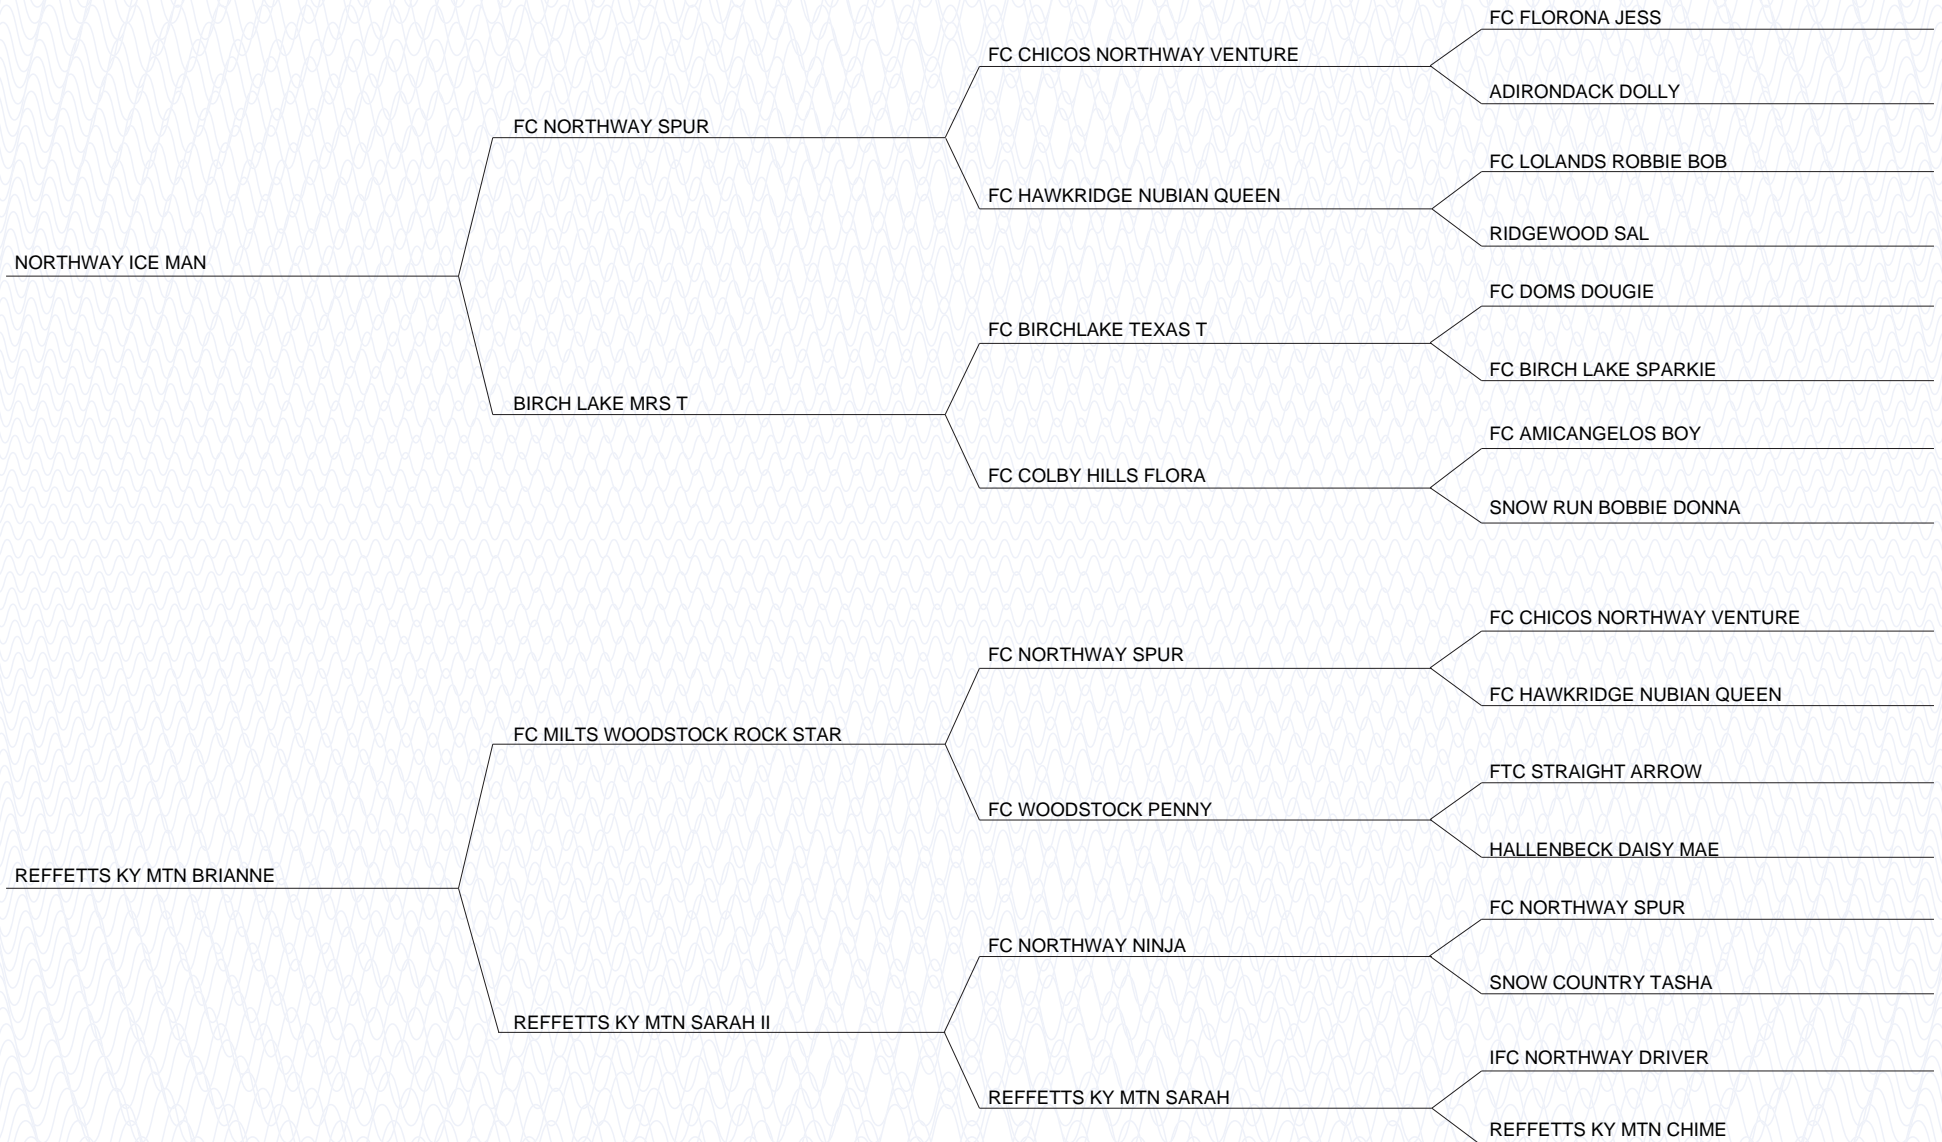 FC FLORONA JESS
FC CHICOS NORTHWAY VENTURE
ADIRONDACK DOLLY
FC NORTHWAY SPUR
FC LOLANDS ROBBIE BOB
FC HAWKRIDGE NUBIAN QUEEN
RIDGEWOOD SAL
NORTHWAY ICE MAN
FC DOMS DOUGIE
FC BIRCHLAKE TEXAS T
FC BIRCH LAKE SPARKIE
BIRCH LAKE MRS T
FC AMICANGELOS BOY
FC COLBY HILLS FLORA
SNOW RUN BOBBIE DONNA
FC CHICOS NORTHWAY VENTURE
FC NORTHWAY SPUR
FC HAWKRIDGE NUBIAN QUEEN
FC MILTS WOODSTOCK ROCK STAR
FTC STRAIGHT ARROW
FC WOODSTOCK PENNY
HALLENBECK DAISY MAE
REFFETTS KY MTN BRIANNE
FC NORTHWAY SPUR
FC NORTHWAY NINJA
SNOW COUNTRY TASHA
REFFETTS KY MTN SARAH II
IFC NORTHWAY DRIVER
REFFETTS KY MTN SARAH
REFFETTS KY MTN CHIME